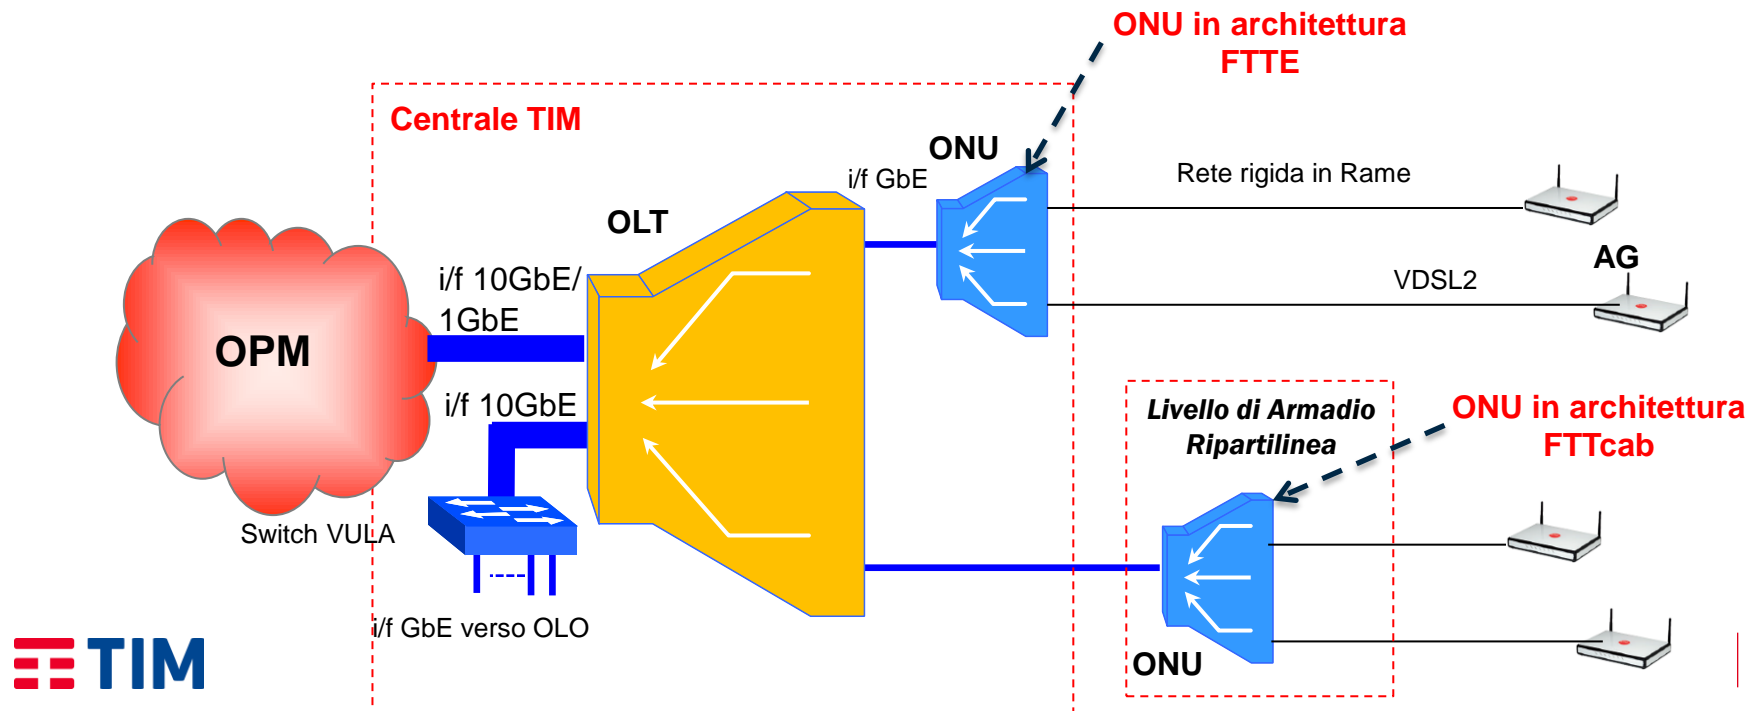 ONU in architettura
FTTE
Centrale TIM
ONU
i/f GbE
Rete rigida in Rame
OLT
AG
i/f 10GbE/
1GbE
VDSL2
OPM
i/f 10GbE
Livello di Armadio
Ripartilinea
ONU in architettura
FTTcab
Switch VULA
i/f GbE verso OLO
ONU
TIM